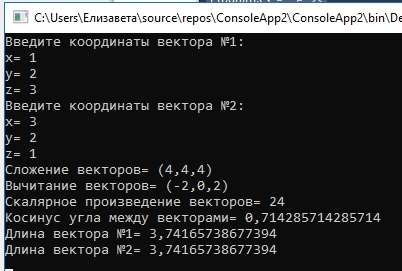 C:\Users\Елизавета\source\repos\ConsoleApp2\ConsoleApp2\bin\De
Введите координаты вектора №1:
x= 1
y= 2
z= 3
Введите координаты вектора №2:
x= 3
y= 2
z= 1
Сложение векторов= (4,4,4)
Вычитание векторов= (-2,0,2)
Скалярное произведение векторов= 24
Косинус угла между векторами= 0,714285714285714
Длина вектора №1= 3,74165738677394
Длина вектора №2= 3,74165738677394